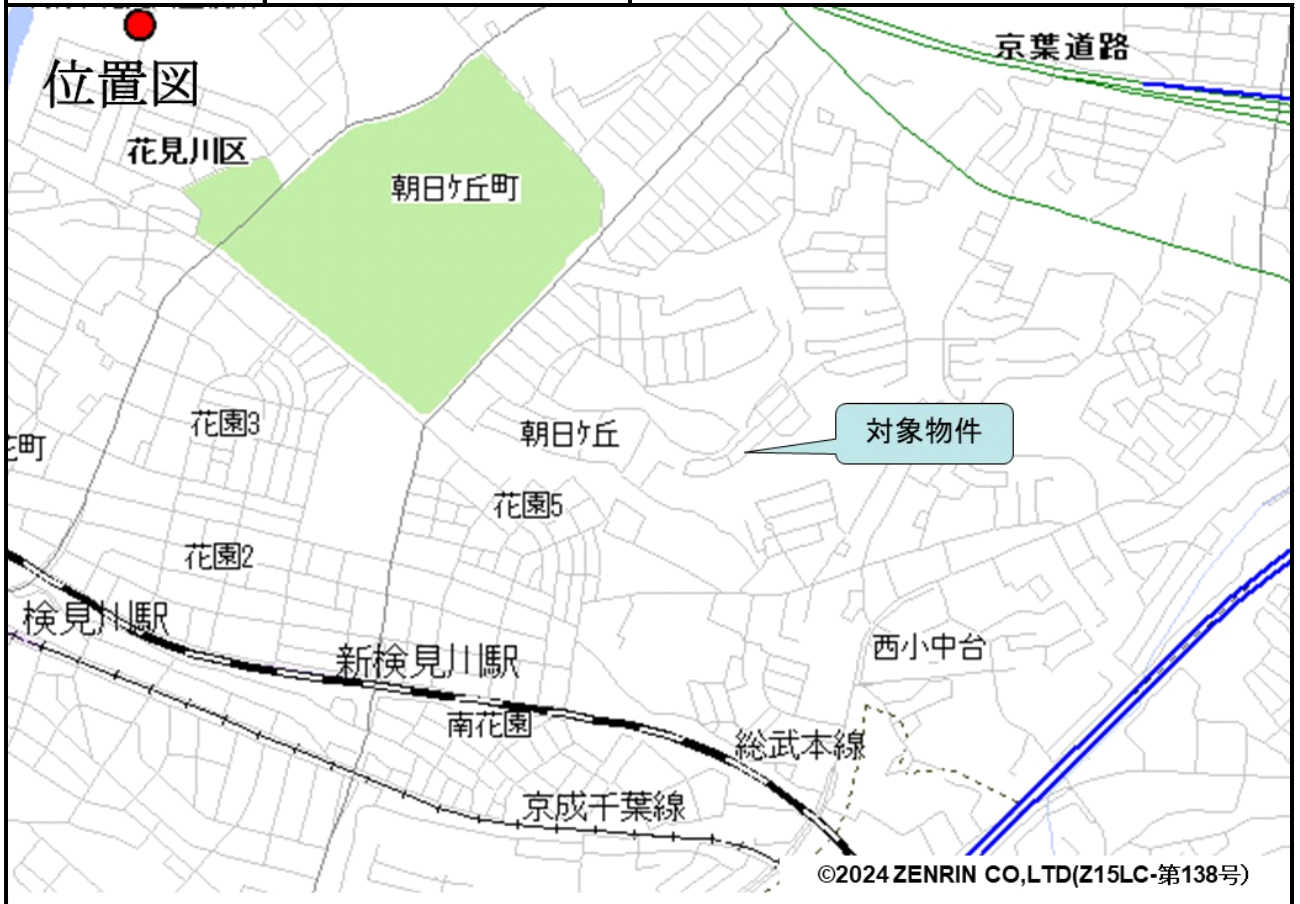 位置図
京葉道路
花見川区
朝日ケ丘町
花園3
朝日ケ丘
対象物件
町
花園5
花園2
検見川駅
新検見川駅
西小中台
南花園
総武本線
京成千葉線
©2024 ZENRIN CO,LTD(Z15LC-第138号)